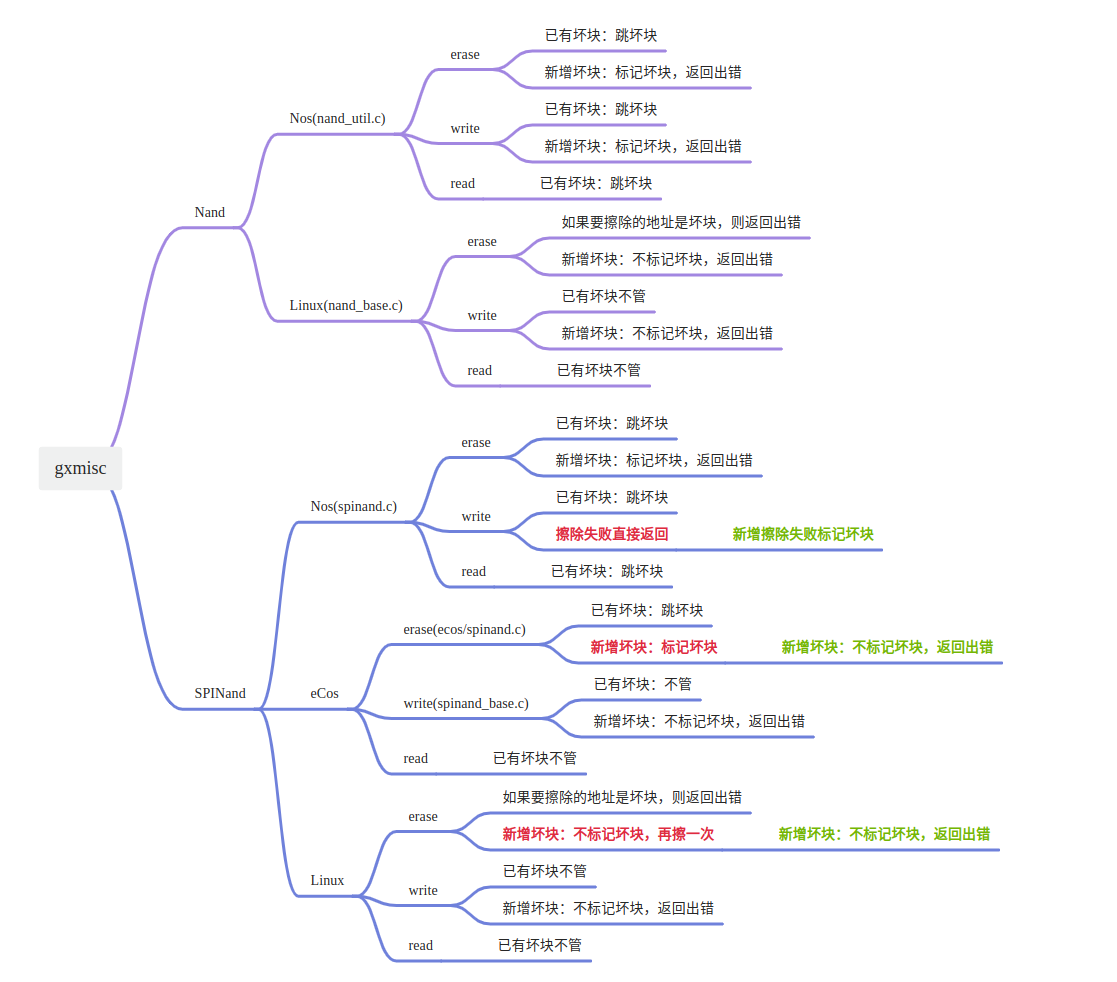 gxmisc
Nand
Nos(nand_util.c)
erase
已有坏块：跳坏块
新增坏块：标记坏块，返回出错
write
已有坏块：跳坏块
新增坏块：标记坏块，返回出错
read
已有坏块：跳坏块
Linux(nand_base.c)
erase
如果要擦除的地址是坏块，则返回出错
新增坏块：不标记坏块，返回出错
write
已有坏块不管
新增坏块：不标记坏块，返回出错
read
已有坏块不管
SPINand
Nos(spinand.c)
erase
已有坏块：跳坏块
新增坏块：标记坏块，返回出错
write
已有坏块：跳坏块
擦除失败直接返回
新增擦除失败标记坏块
read
已有坏块：跳坏块
eCos
erase(ecos/spinand.c)
已有坏块：跳坏块
新增坏块：标记坏块
新增坏块：不标记坏块，返回出错
write(spinand_base.c)
已有坏块：不管
新增坏块：不标记坏块，返回出错
read
已有坏块不管
Linux
erase
如果要擦除的地址是坏块，则返回出错
新增坏块：不标记坏块，再擦一次
新增坏块：不标记坏块，返回出错
write
已有坏块不管
新增坏块：不标记坏块，返回出错
read
已有坏块不管